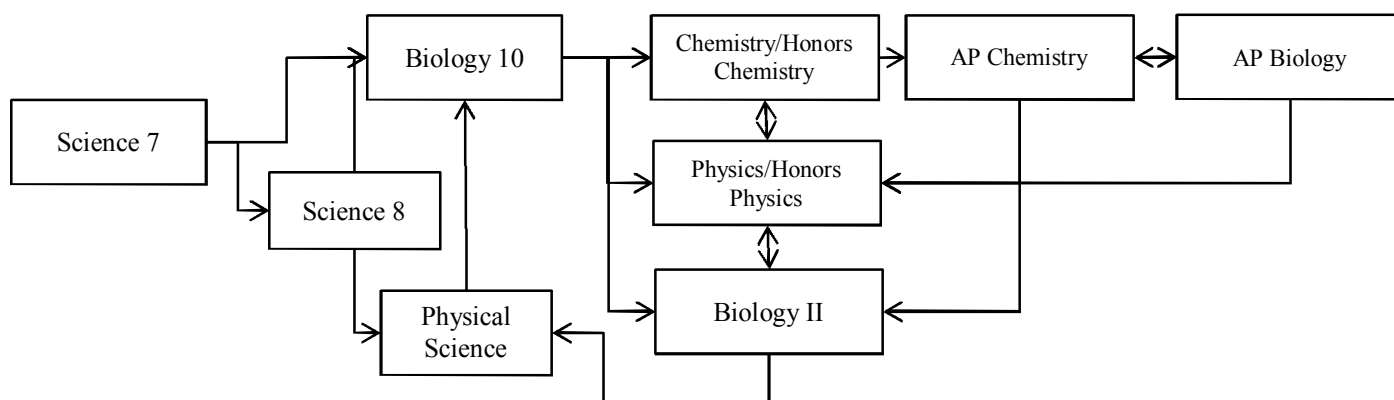 Science 7
Science 8
Biology 10
Physical
Science
Chemistry/Honors
Chemistry
Physics/Honors
Physics
Biology II
AP Chemistry
AP Biology